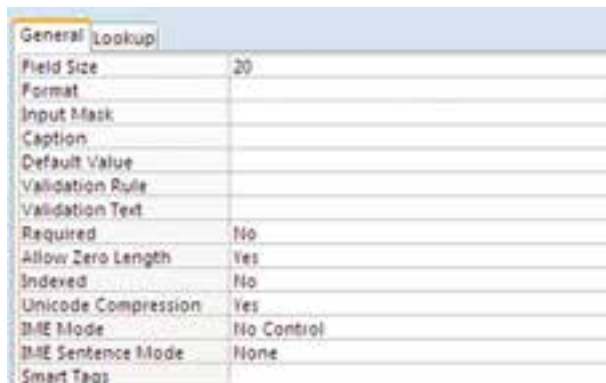 General Lookup
Field Size 20
Format
Input Mask
Caption
Default Value
Validation Rule
Validation Text
Required No
Allow Zero Length Yes
Indexed No
Unicode Compression Yes
IME Mode No Control
IME Sentence Mode None
Smart Tags